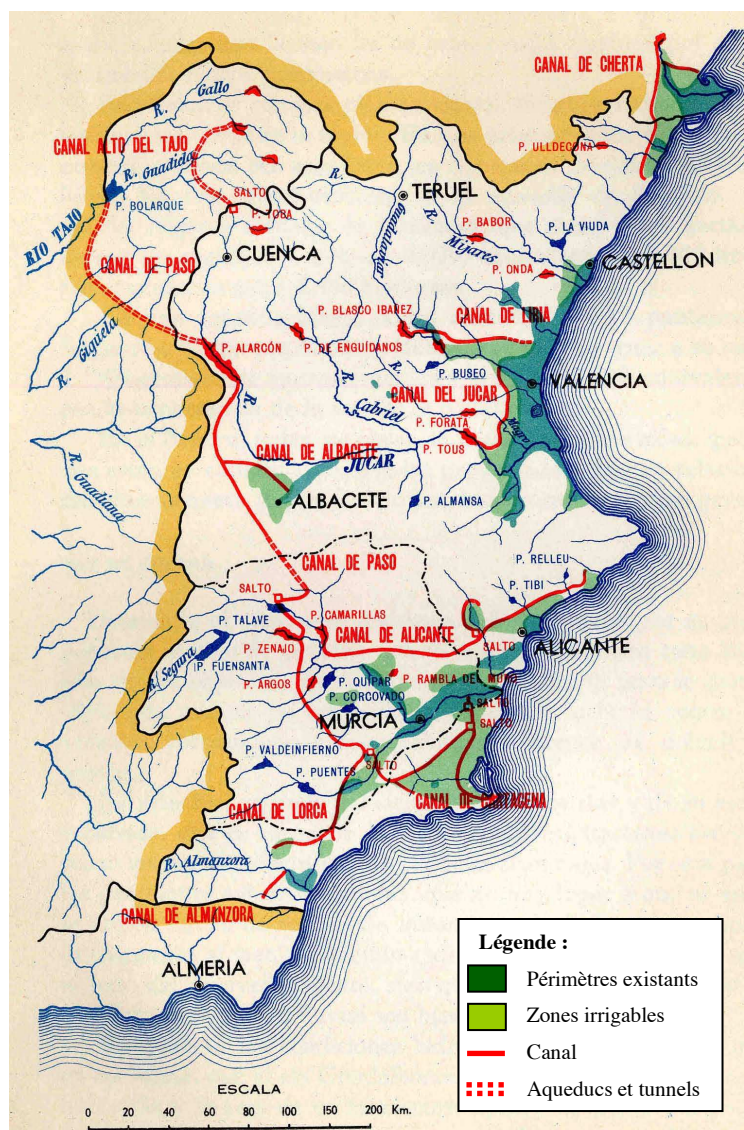 CANAL DE CHERTA
R. Gallo
CANAL ALTO DEL TAJO
P. ULLDECONA
R. Guadiela
R.
TERUEL
SALTO
P. BOLARQUE
P. TOBA
P. BABOR
P. LA VIUDA
Guadalaviar
R. Mijares
RIO TAJO
CUENCA
CANAL DE PASO
CASTELLON
P. ONDA
P. BLASCO IBAÑEZ
CANAL DE LIRIA
R. Gigüela
P. ALARCÓN
P. DE ENGUÍDANOS
P. BUSEO
R.
R.
VALENCIA
CANAL DEL JUCAR
R.
Cabriel
P. FORATA
Magro
CANAL DE ALBACETE
P. TOUS
JUCAR
R. Guadiana
ALBACETE
P. ALMANSA
CANAL DE PASO
P. RELLEU
SALTO
P. TIBI
P. TALAVE
P. CAMARILLAS
CANAL DE ALICANTE
ALICANTE
P. ZENAJO
SALTO
R. Segura
P. FUENSANTA
P. QUIPAR
P. RAMBLA DEL MORO
P. ARGOS
P. CORCOVADO
SALTO
MURCIA
SALTO
P. VALDEINFIERNO
SALTO
P. PUENTES
CANAL DE LORCA
CANAL DE CARTAGENA
R. Almanzora
CANAL DE ALMANZORA
ALMERIA
Légende :
Périmètres existants
Zones irrigables
Canal
Aqueducs et tunnels
ESCALA
0 20 40 60 80 100 130 160 200 Km.